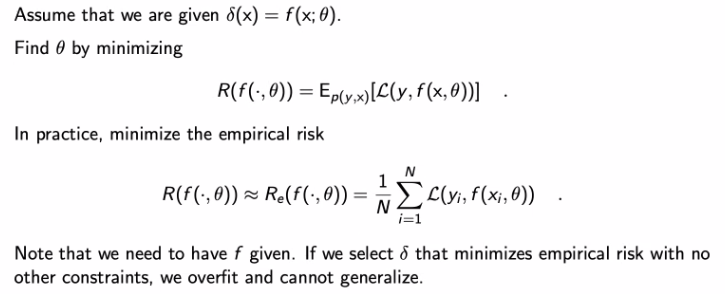 Assume that we are given δ(x) = f(x; θ).
Find θ by minimizing
R(f(·, θ)) = E_{p(y,x)}[ℒ(y, f(x, θ))] .
In practice, minimize the empirical risk
R(f(·, θ)) ≈ R_e(f(·, θ)) = \frac{1}{N} \sum_{i=1}^{N} ℒ(y_i, f(x_i, θ)) .
Note that we need to have f given. If we select δ that minimizes empirical risk with no
other constraints, we overfit and cannot generalize.